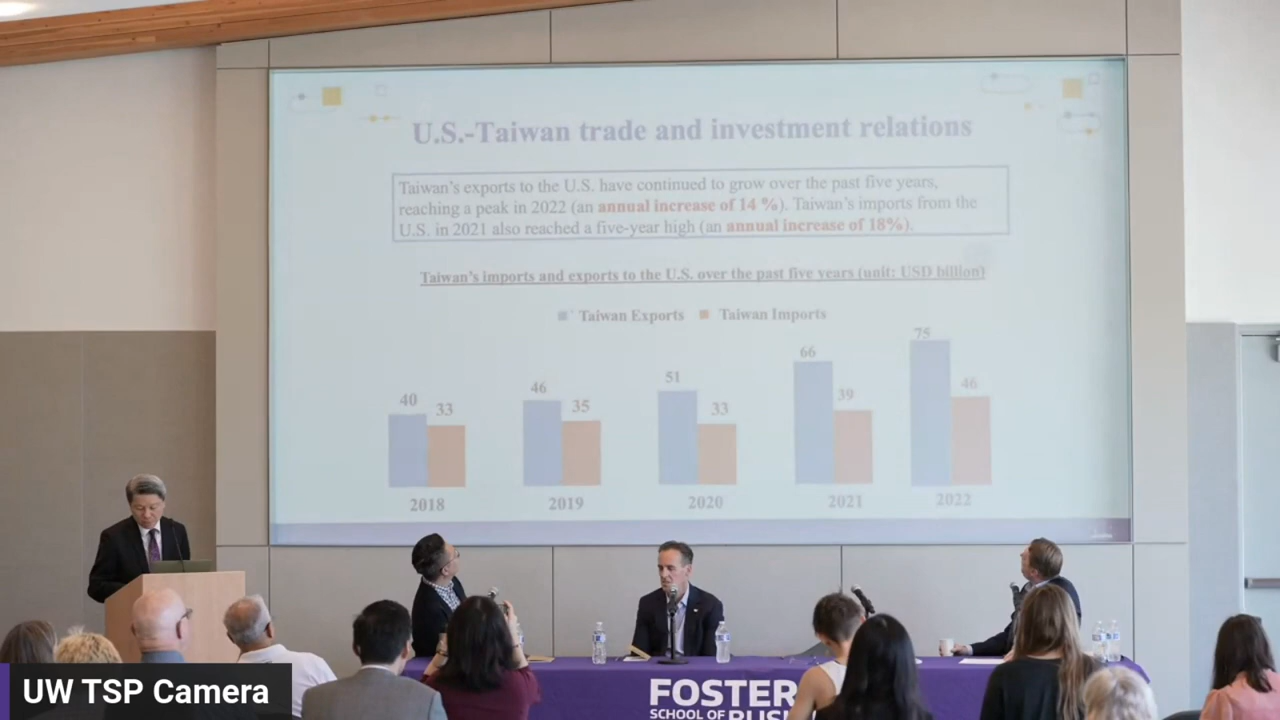 U.S.-Taiwan trade and investment relations
Taiwan's exports to the U.S. have continued to grow over the past five years,
reaching a peak in 2022 (an annual increase of 14 %). Taiwan's imports from the
U.S. in 2021 also reached a five-year high (an annual increase of 18%).
Taiwan's imports and exports to the U.S. over the past five years (unit: USD billion)
Taiwan Exports Taiwan Imports
40 33 46 35 51 33 66 39 75 46
2018 2019 2020 2021 2022
UW TSP Camera
FOSTER
SCHOOL OF